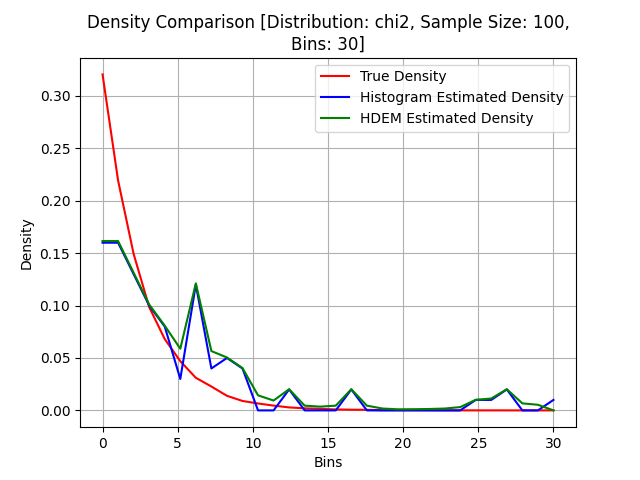 Density Comparison [Distribution: chi2, Sample Size: 100,
Bins: 30]
True Density
Histogram Estimated Density
HDEM Estimated Density
Density
0.30
0.25
0.20
0.15
0.10
0.05
0.00
0 5 10 15 20 25 30
Bins